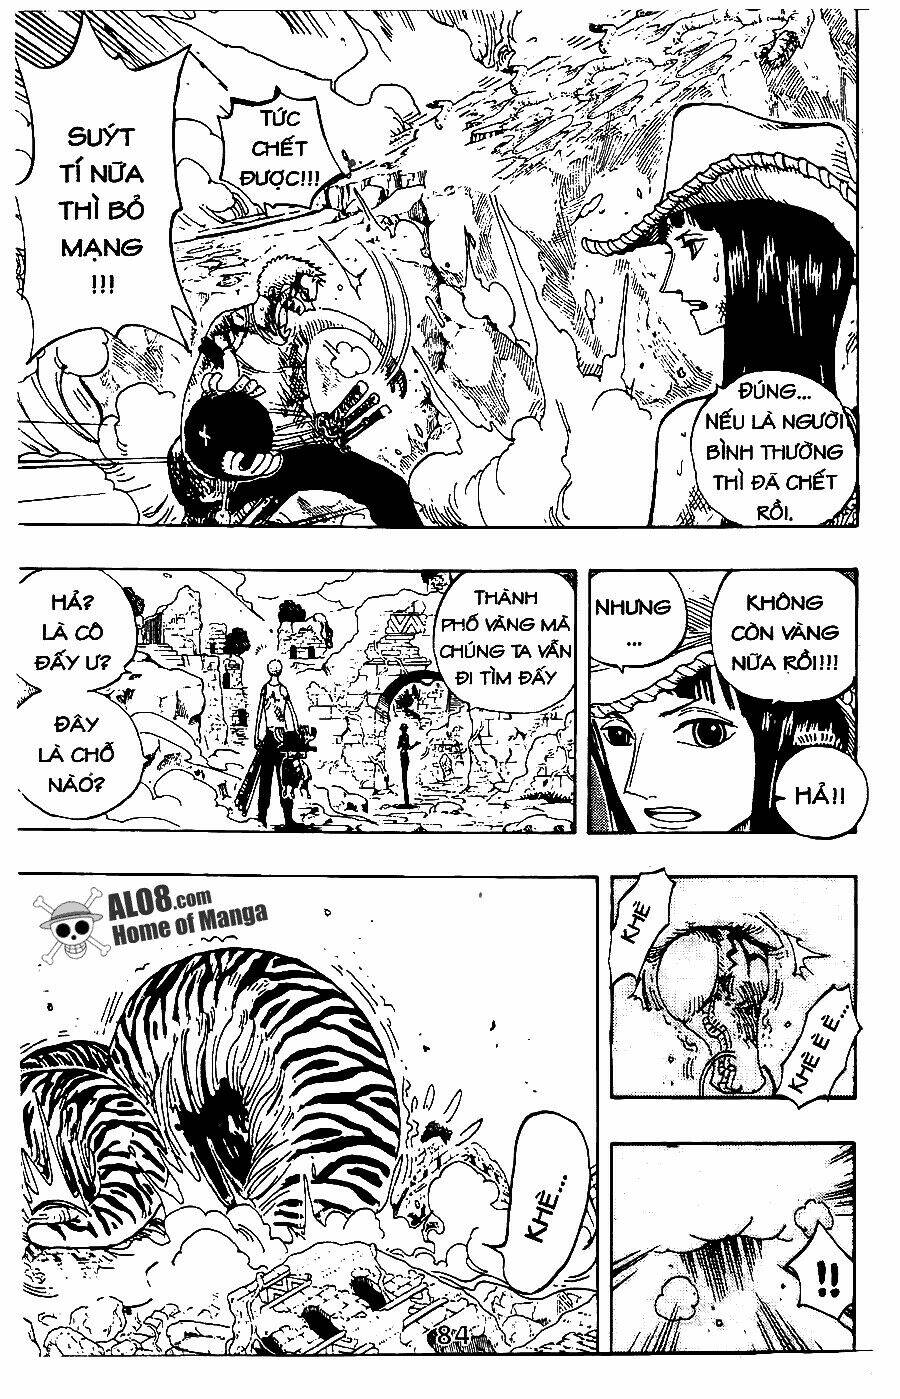 ĐÚNG...
NẾU LÀ NGƯỜI
BÌNH THƯỜNG
THÌ ĐÃ CHẾT
RỒI.
TỨC
CHẾT
ĐƯỢC!!!
SUÝT
TÍ NỮA
THÌ BỎ
MẠNG
!!!
KHÔNG
CÒN VÀNG
NỮA RỒI!!!
NHƯNG
...
HẢ!!
THÀNH
PHỐ VÀNG MÀ
CHÚNG TA VẪN
ĐI TÌM ĐẤY
HẢ?
LÀ CÔ
ĐẤY Ư?
ĐÂY
LÀ CHỖ
NÀO?
KHÈ
KHÈ È È...
!!
KHÈ...
AL08.com
Home of Manga
84